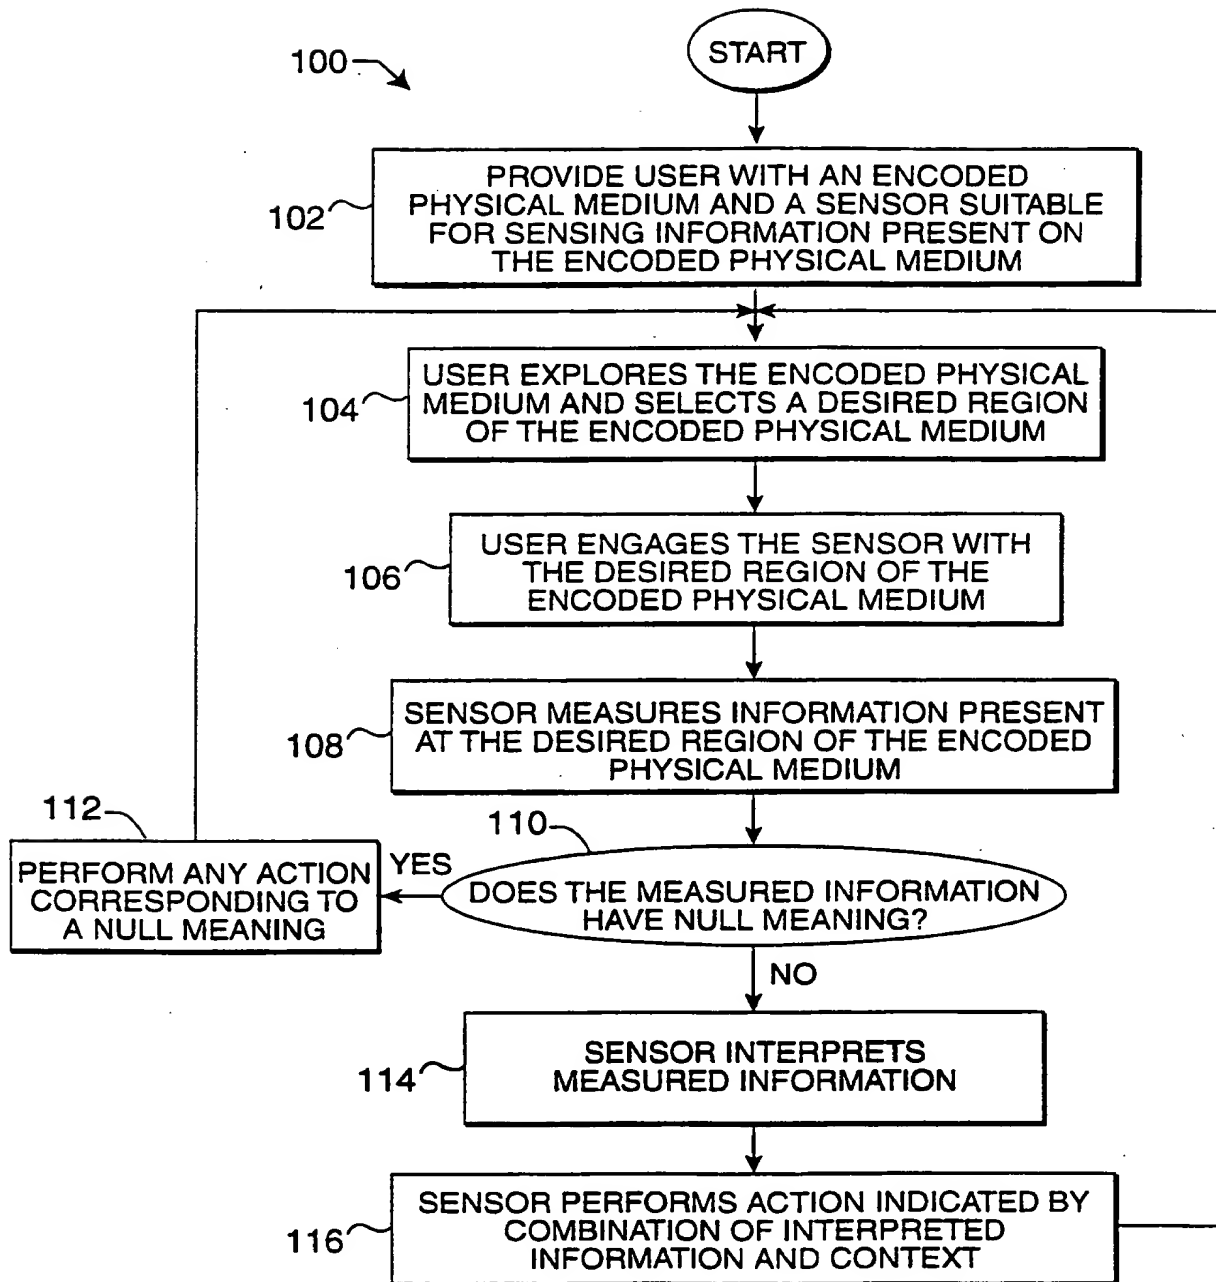 START
100
PROVIDE USER WITH AN ENCODED
PHYSICAL MEDIUM AND A SENSOR SUITABLE
FOR SENSING INFORMATION PRESENT ON
THE ENCODED PHYSICAL MEDIUM
102
USER EXPLORES THE ENCODED PHYSICAL
MEDIUM AND SELECTS A DESIRED REGION
OF THE ENCODED PHYSICAL MEDIUM
104
USER ENGAGES THE SENSOR WITH
THE DESIRED REGION OF THE
ENCODED PHYSICAL MEDIUM
106
SENSOR MEASURES INFORMATION PRESENT
AT THE DESIRED REGION OF THE ENCODED
PHYSICAL MEDIUM
108
110
DOES THE MEASURED INFORMATION
HAVE NULL MEANING?
YES
112
PERFORM ANY ACTION
CORRESPONDING TO
A NULL MEANING
NO
SENSOR INTERPRETS
MEASURED INFORMATION
114
SENSOR PERFORMS ACTION INDICATED BY
COMBINATION OF INTERPRETED
INFORMATION AND CONTEXT
116